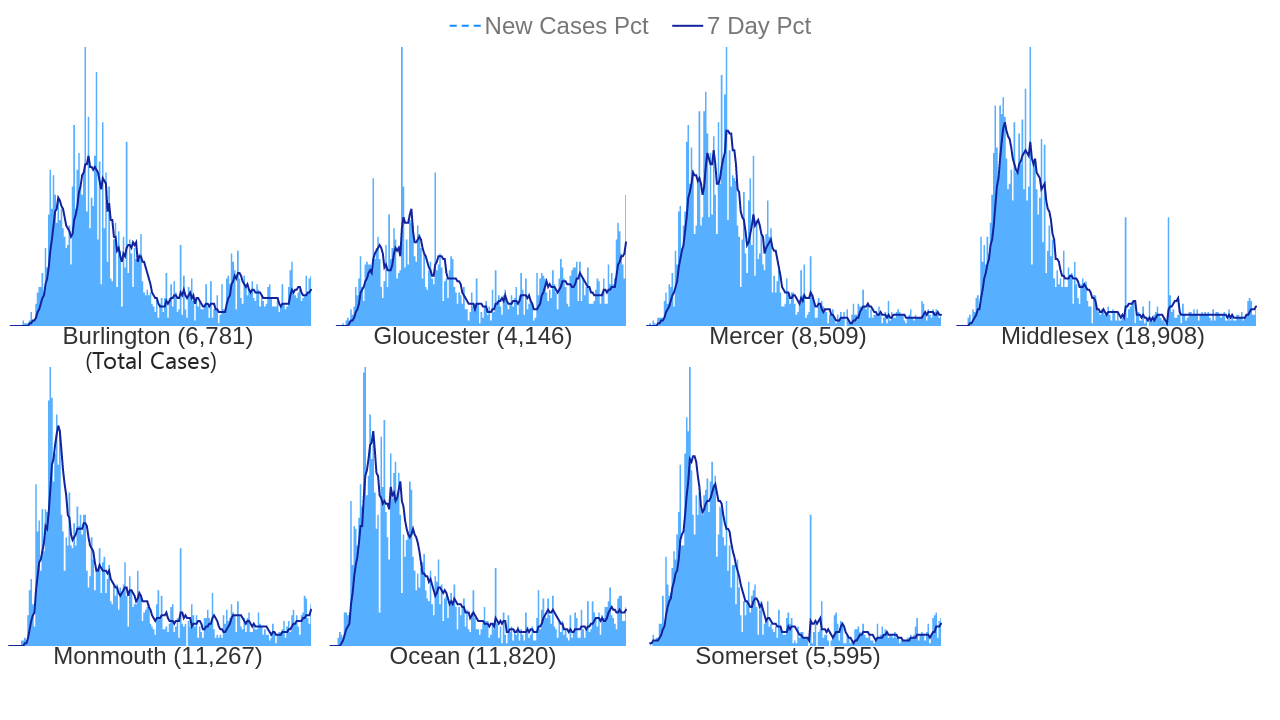 New Cases Pct 7 Day Pct
Burlington (6,781)
(Total Cases)
Gloucester (4,146)
Mercer (8,509)
Middlesex (18,908)
Monmouth (11,267)
Ocean (11,820)
Somerset (5,595)